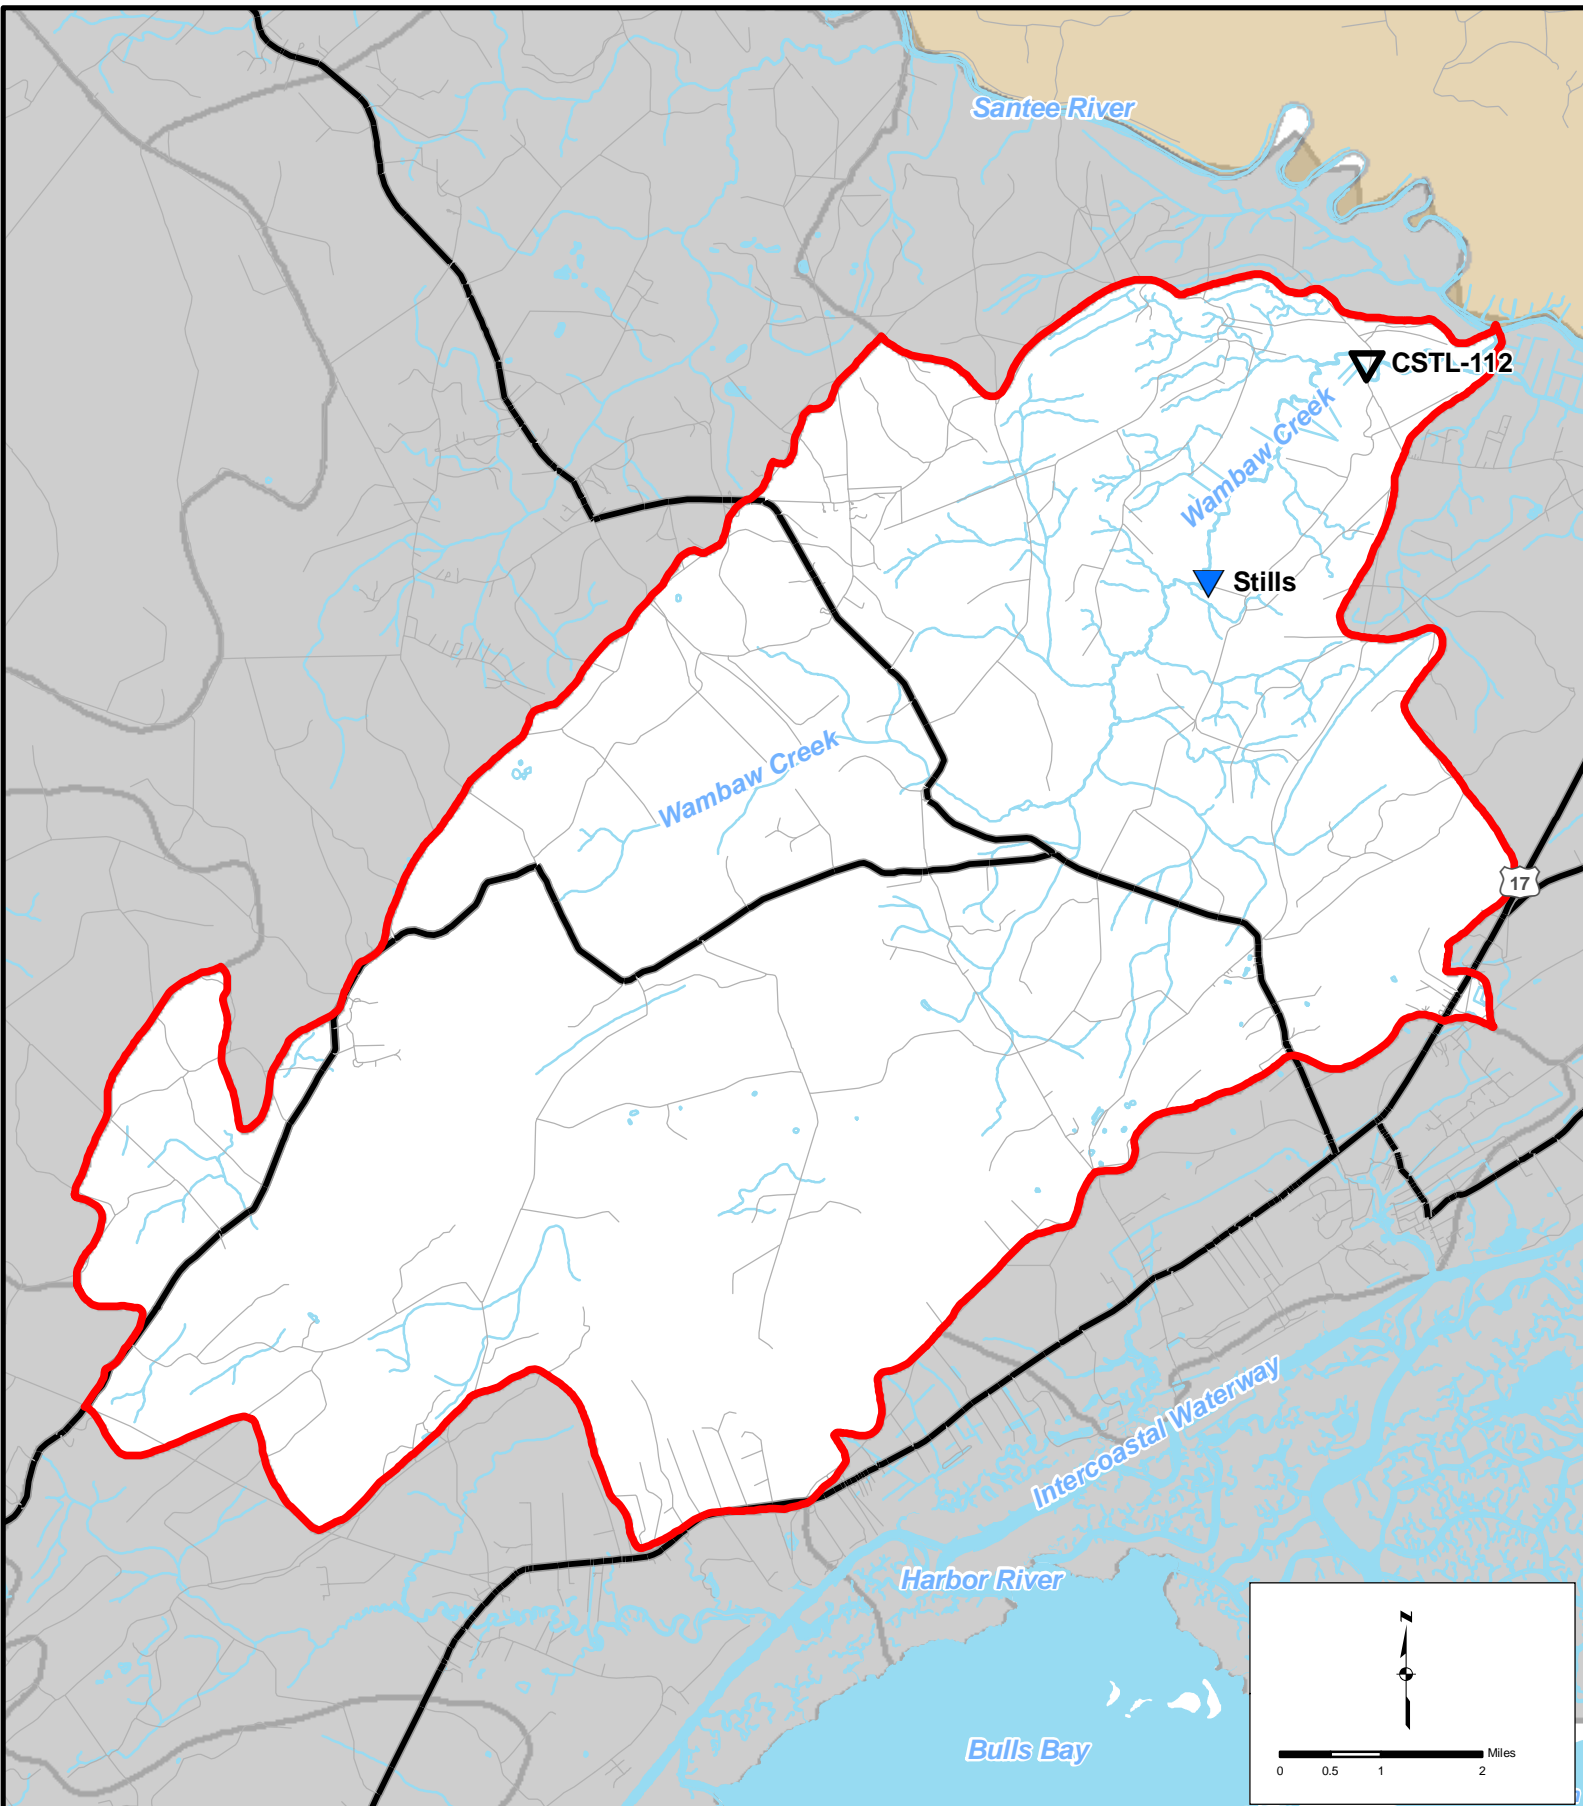 Santee River
CSTL-112
Wambaw Creek
Stills
Wambaw Creek
17
Intercoastal Waterway
Harbor River
Bulls Bay
N
Miles
0 0.5 1 2